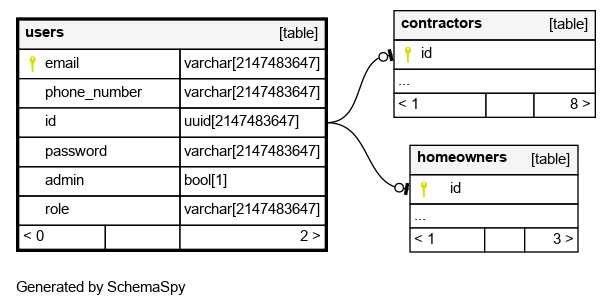 users [table]
email varchar[2147483647]
phone_number varchar[2147483647]
id uuid[2147483647]
password varchar[2147483647]
admin bool[1]
role varchar[2147483647]
< 0 2 >
contractors [table]
id
...
< 1 8 >
homeowners [table]
id
...
< 1 3 >
Generated by SchemaSpy